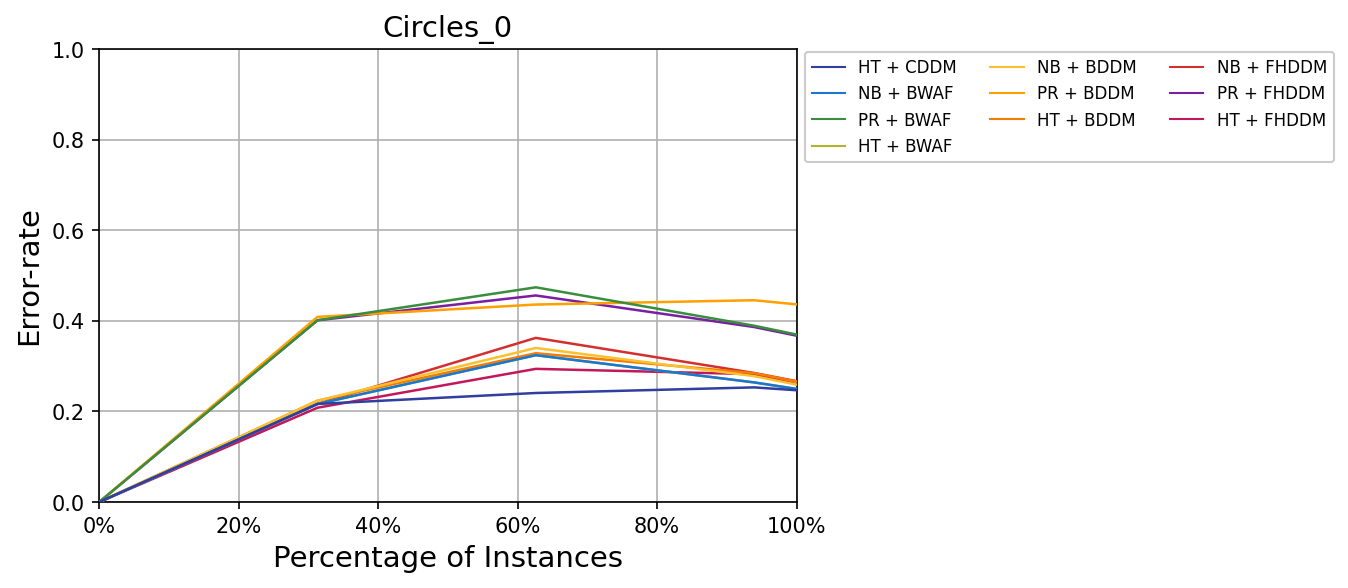 Circles_0
1.0
0.8
0.6
0.4
0.2
0.0
0% 20% 40% 60% 80% 100%
Error-rate
Percentage of Instances
HT + CDDM
NB + BWAF
PR + BWAF
HT + BWAF
NB + BDDM
PR + BDDM
HT + BDDM
NB + FHDDM
PR + FHDDM
HT + FHDDM